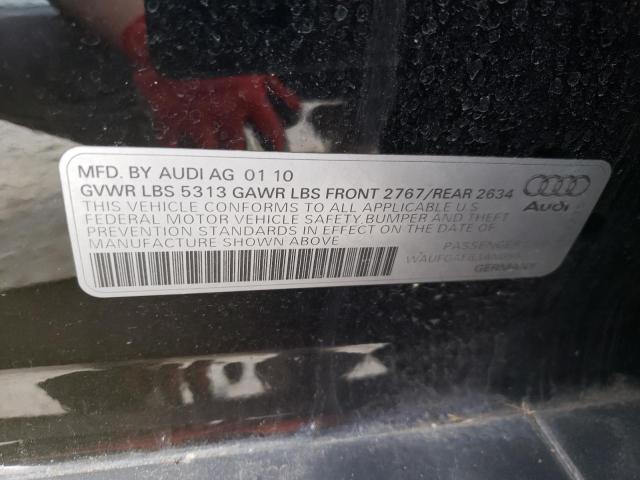 MFD. BY AUDI AG 01 10
GVWR LBS 5313 GAWR LBS FRONT 2767/REAR 2634
THIS VEHICLE CONFORMS TO ALL APPLICABLE U.S
FEDERAL MOTOR VEHICLE SAFETY, BUMPER AND THEFT
PREVENTION STANDARDS IN EFFECT ON THE DATE OF
MANUFACTURE SHOWN ABOVE
Audi
PASSENGER
GERMANY